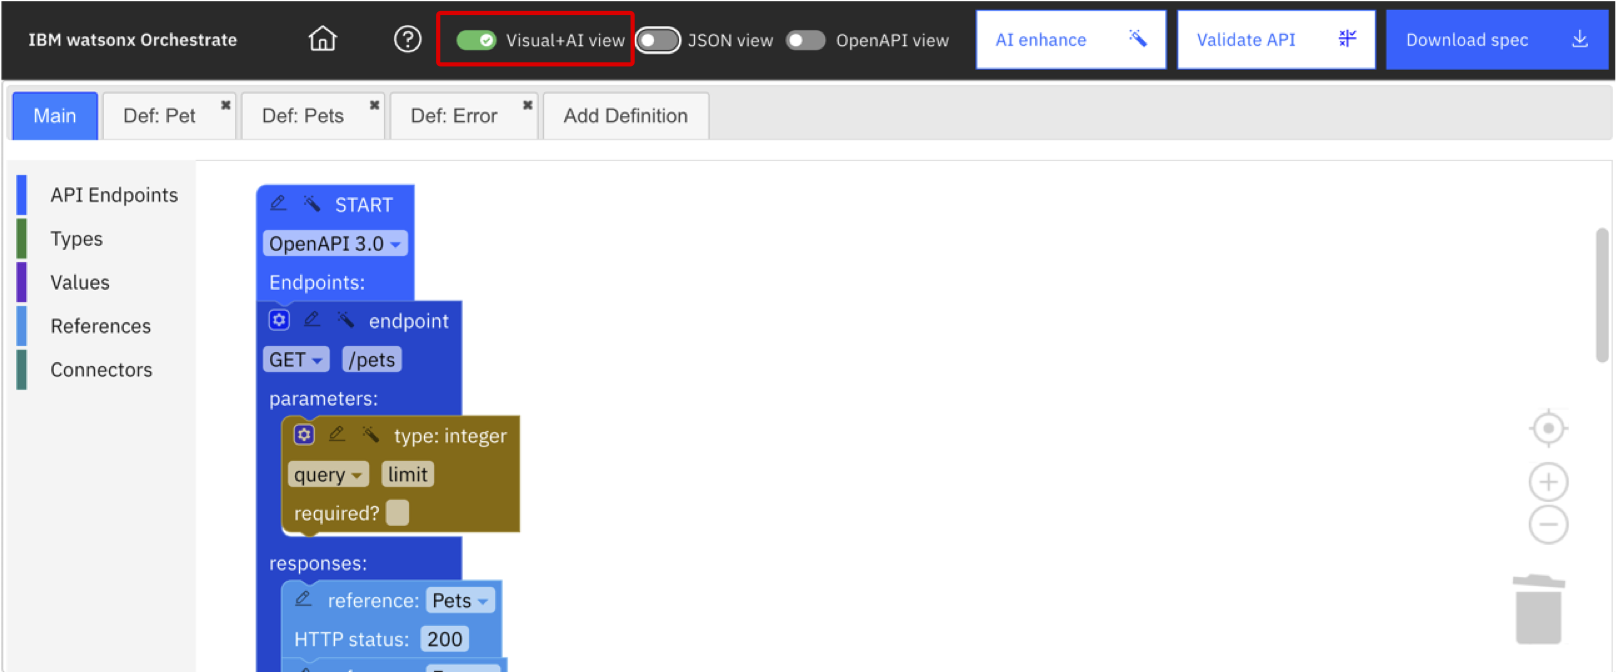 IBM watsonx Orchestrate
Visual+AI view
JSON view
OpenAPI view
AI enhance
Validate API
Download spec
Main
Def: Pet
Def: Pets
Def: Error
Add Definition
API Endpoints
Types
Values
References
Connectors
START
OpenAPI 3.0
Endpoints:
endpoint
GET /pets
parameters:
type: integer
query limit
required?
responses:
reference: Pets
HTTP status: 200